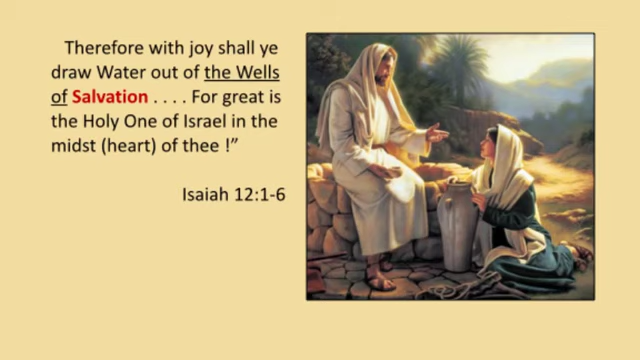 Therefore with joy shall ye
draw Water out of the Wells
of Salvation . . . . For great is
the Holy One of Israel in the
midst (heart) of thee !”
Isaiah 12:1-6